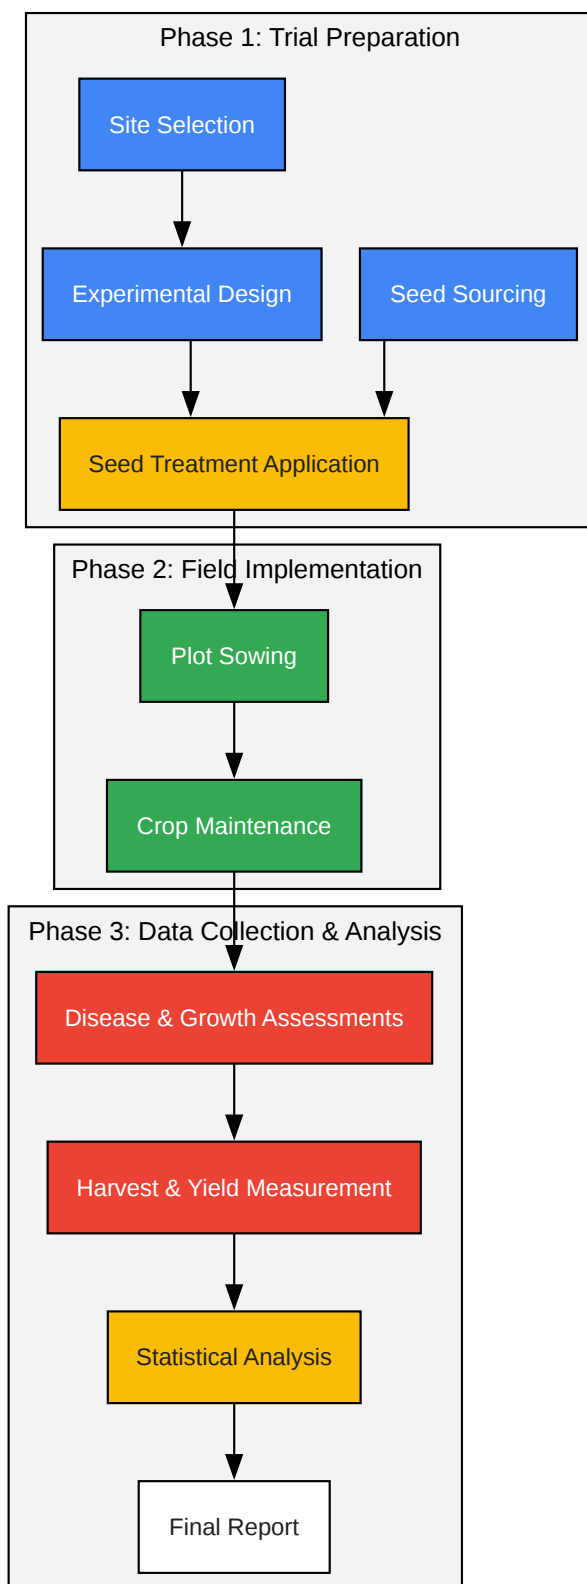 Phase 1: Trial Preparation
Site Selection
Experimental Design
Seed Sourcing
Seed Treatment Application
Phase 2: Field Implementation
Plot Sowing
Crop Maintenance
Phase 3: Data Collection & Analysis
Disease & Growth Assessments
Harvest & Yield Measurement
Statistical Analysis
Final Report